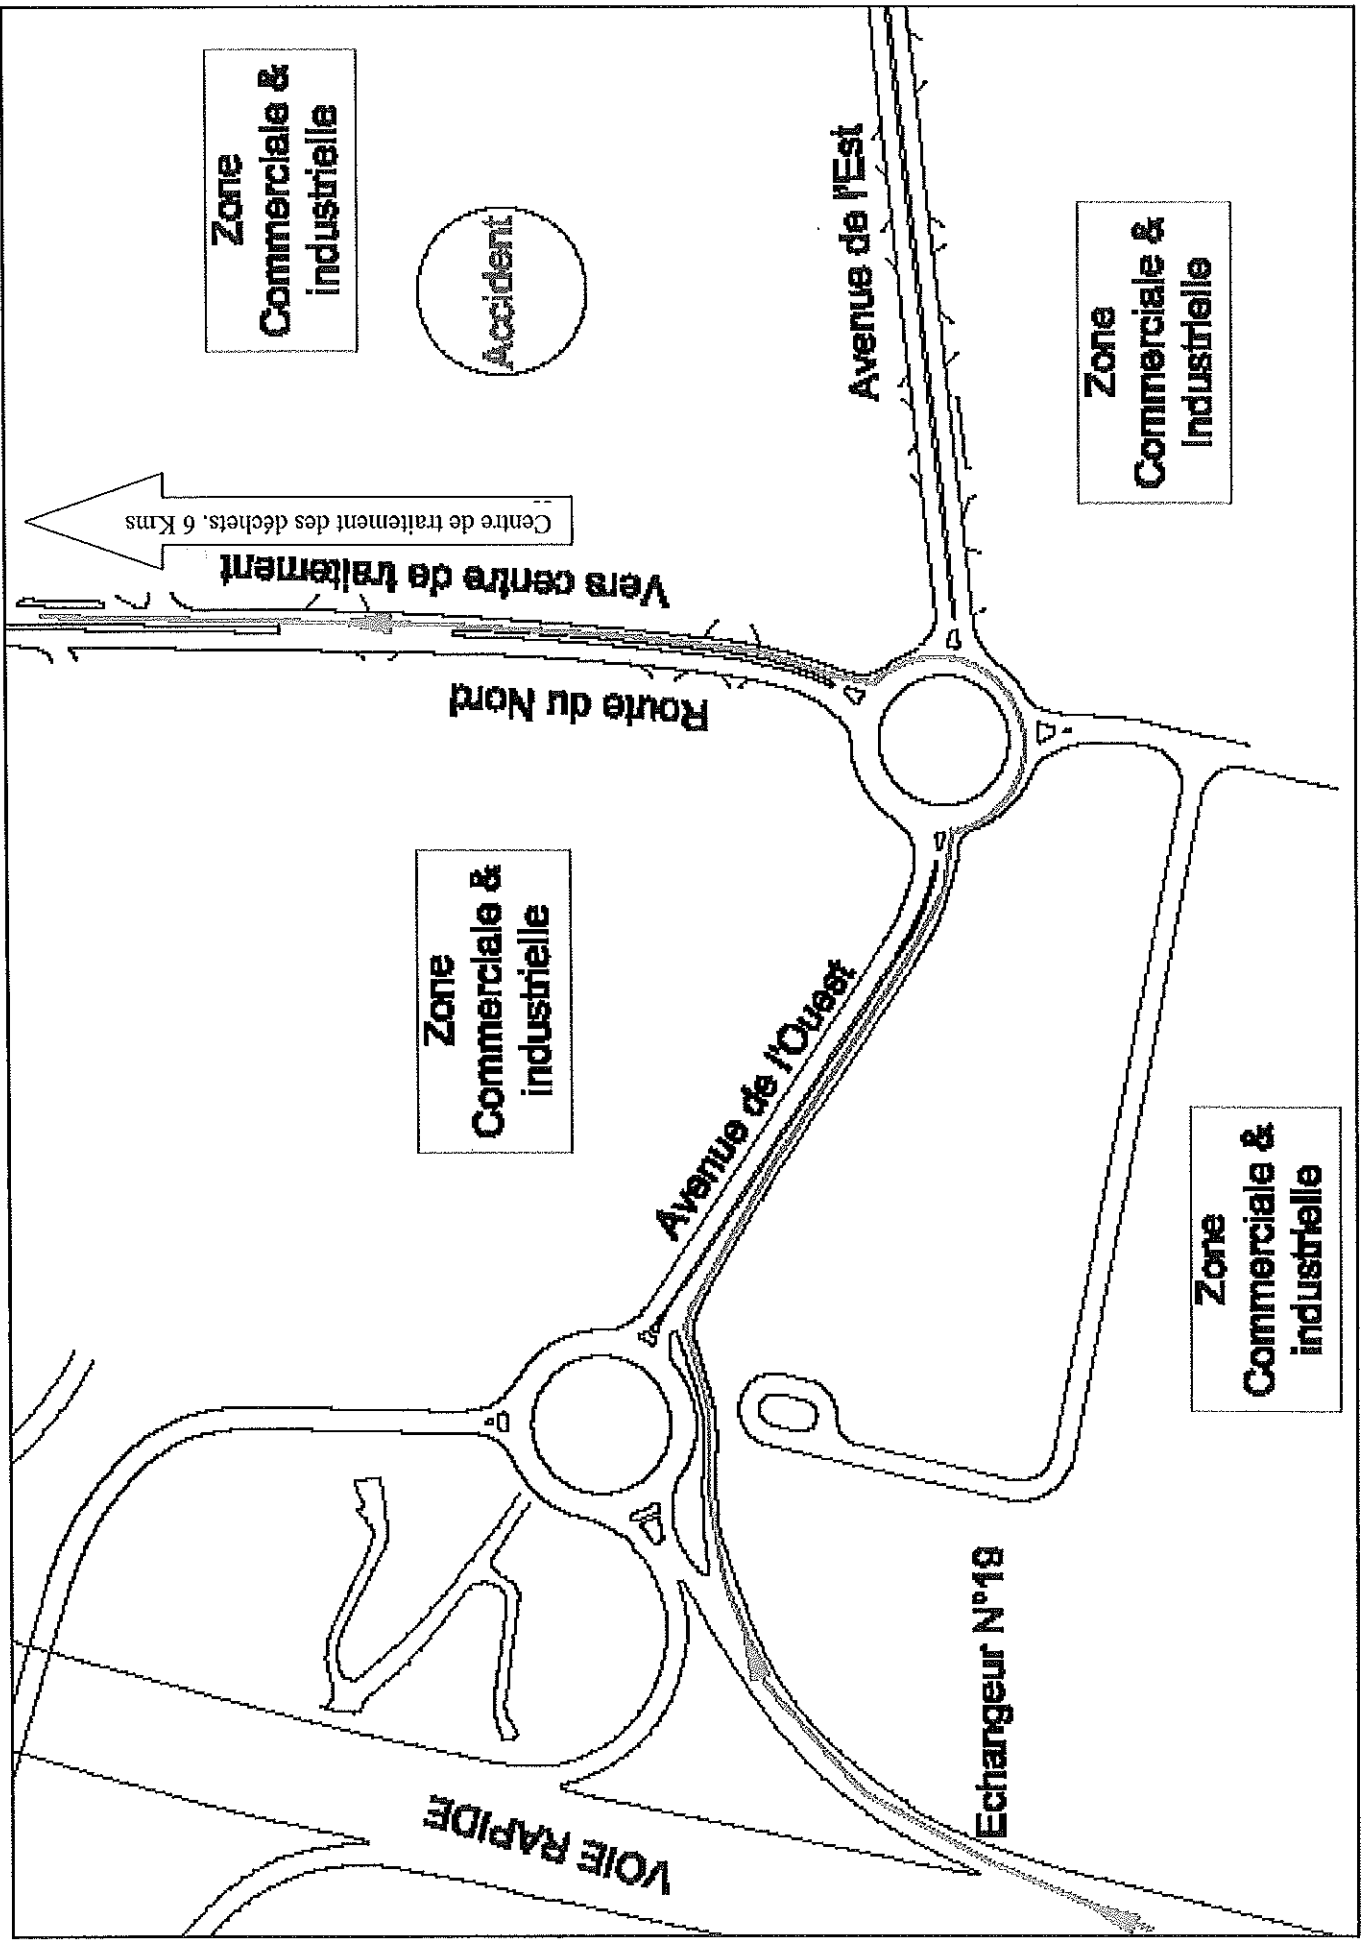 Zone
Commerciale &
industrielle
Accident
Avenue de l'Est
Zone
Commerciale &
Industrielle
Centre de traitement des déchets, 6 Kms
Vers centre de traitement
Route du Nord
Zone
Commerciale &
industrielle
Avenue de l'Ouest
Zone
Commerciale &
industrielle
Echangeur N°19
VOIE RAPIDE